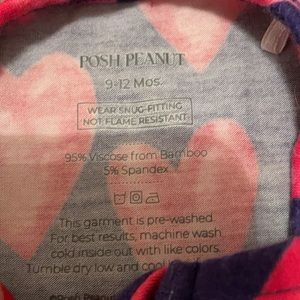 POSH PEANUT
9-12 Mos.
WEAR SNUG-FITTING
NOT FLAME RESISTANT
95% Viscose from Bamboo
5% Spandex
This garment is pre-washed
For best results, machine wash
cold inside out with like colors.
Tumble dry low and cool
©Posh Peanut